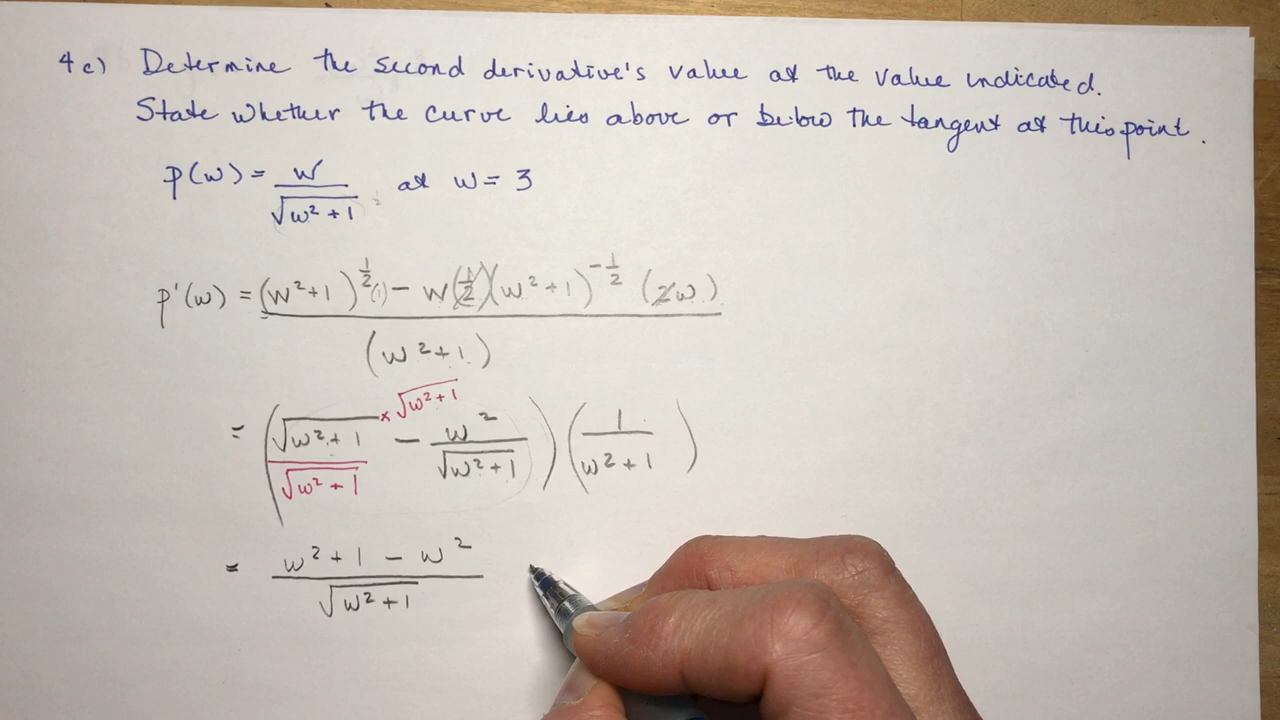 4c) Determine the second derivative's value at the value indicated.
State whether the curve lies above or below the tangent at this point.
p(w) = w / √(w² + 1) at w = 3
p'(w) = (w²+1)^(1/2) (1) − w(1/2)(w²+1)^(−1/2) (2w) / (w²+1)
= (√(w²+1) × √(w²+1) / √(w²+1) − w² / √(w²+1)) (1 / w²+1)
= w² + 1 − w² / √(w²+1)